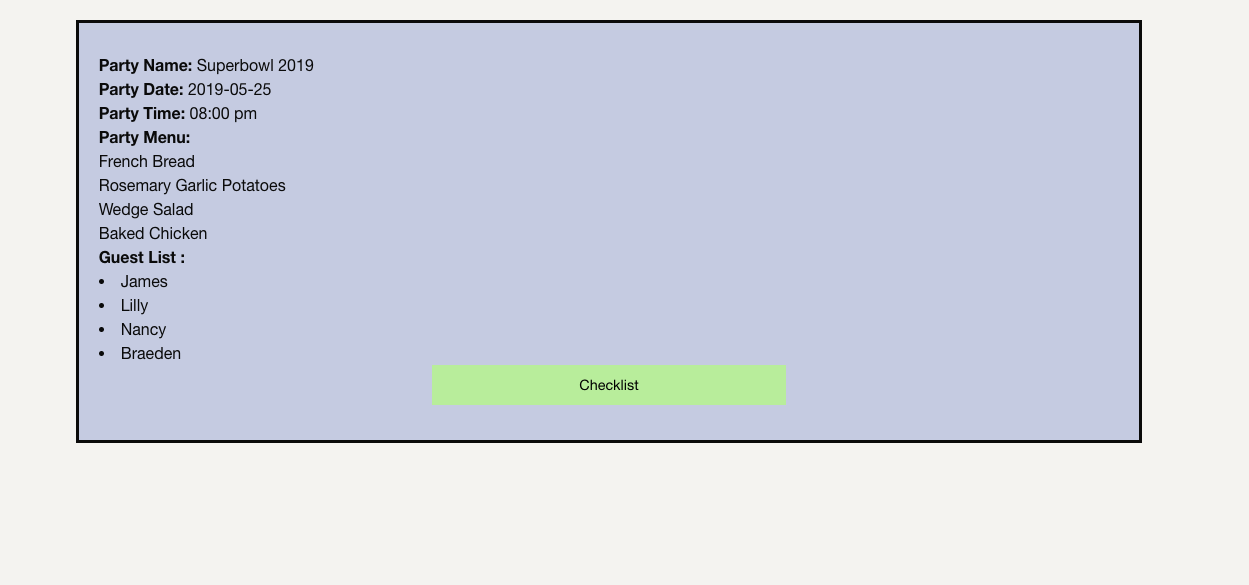 Party Name: Superbowl 2019
Party Date: 2019-05-25
Party Time: 08:00 pm
Party Menu:
French Bread
Rosemary Garlic Potatoes
Wedge Salad
Baked Chicken
Guest List :
• James
• Lilly
• Nancy
• Braeden
Checklist